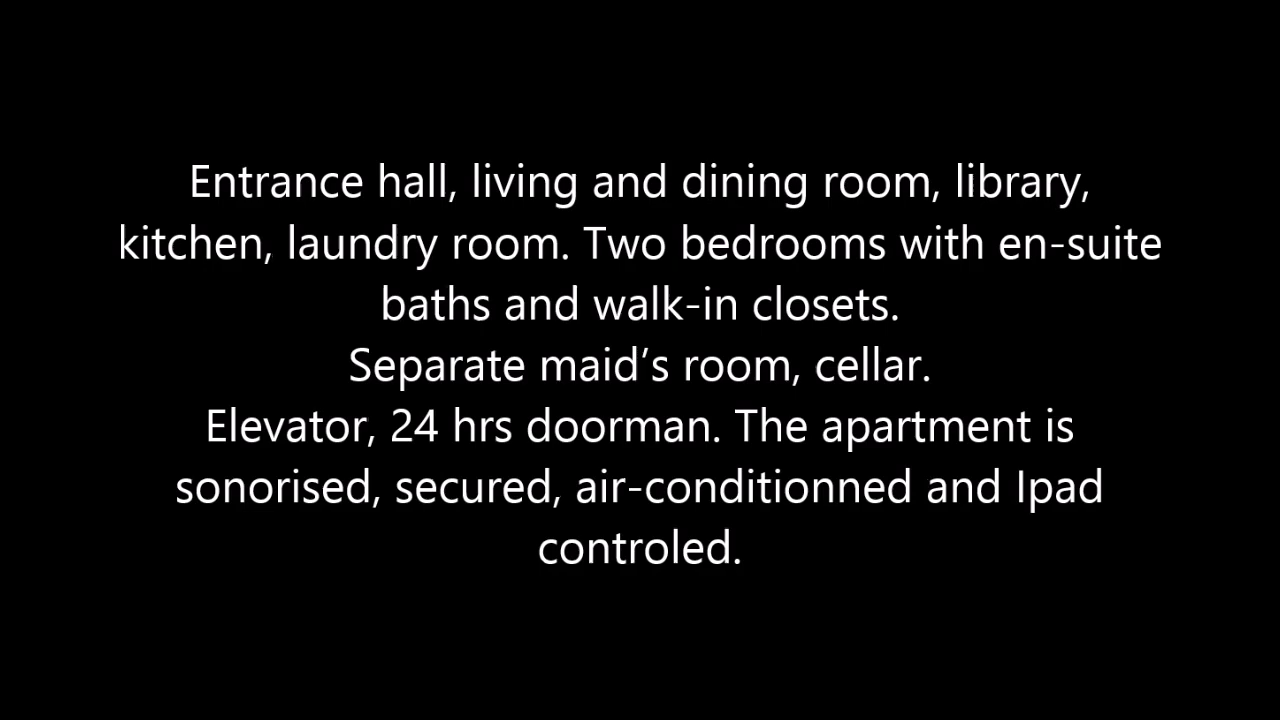 Entrance hall, living and dining room, library,
kitchen, laundry room. Two bedrooms with en-suite
baths and walk-in closets.
Separate maid’s room, cellar.
Elevator, 24 hrs doorman. The apartment is
sonorised, secured, air-conditionned and Ipad
controled.